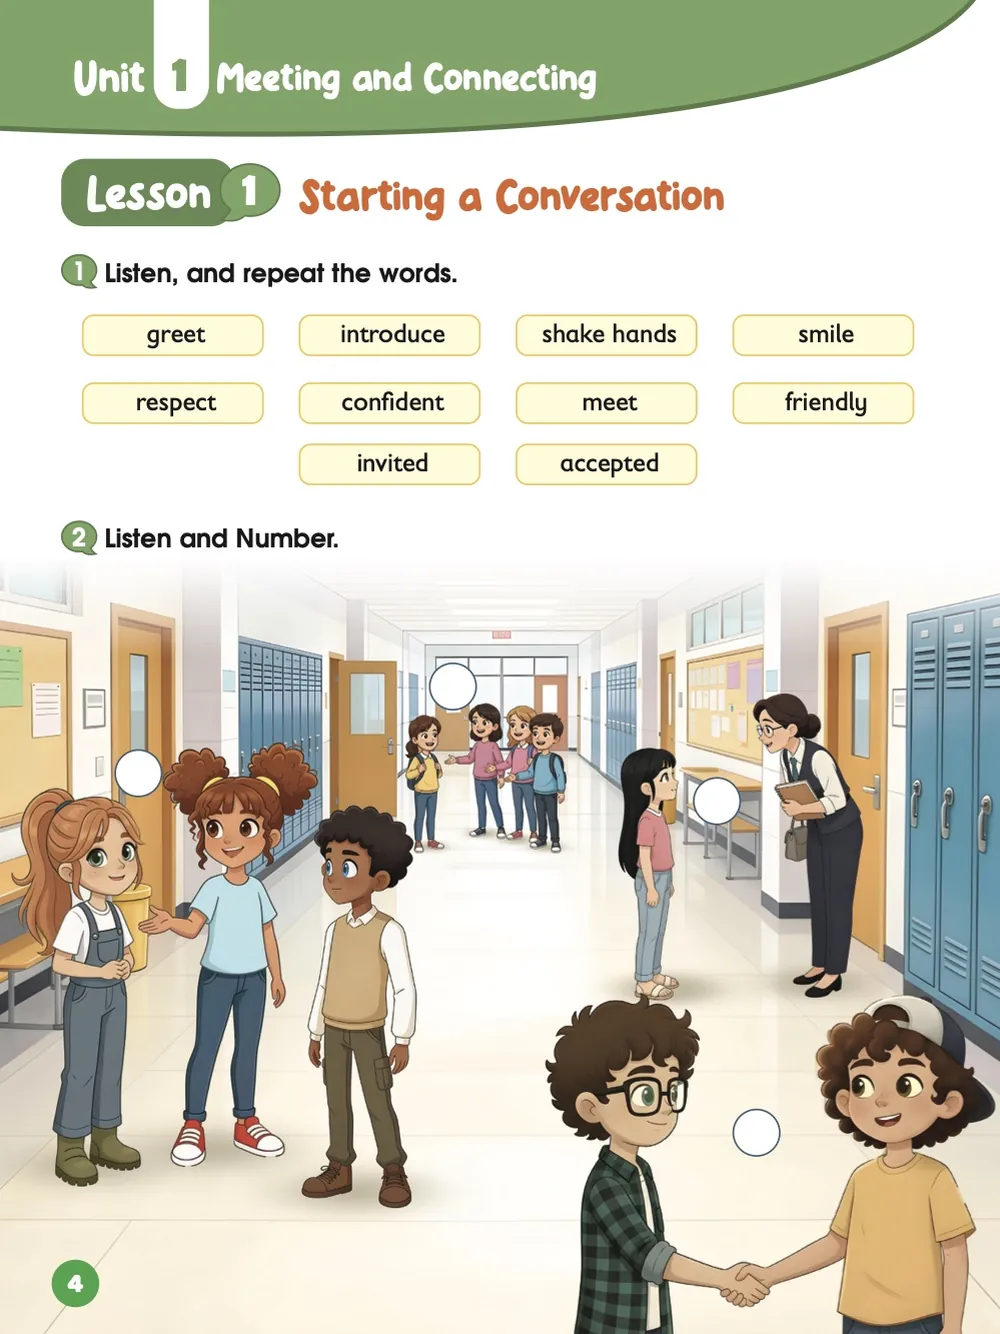 Unit 1 Meeting and Connecting
Lesson 1 Starting a Conversation
1 Listen, and repeat the words.
greet introduce shake hands smile
respect confident meet friendly
invited accepted
2 Listen and Number.
4